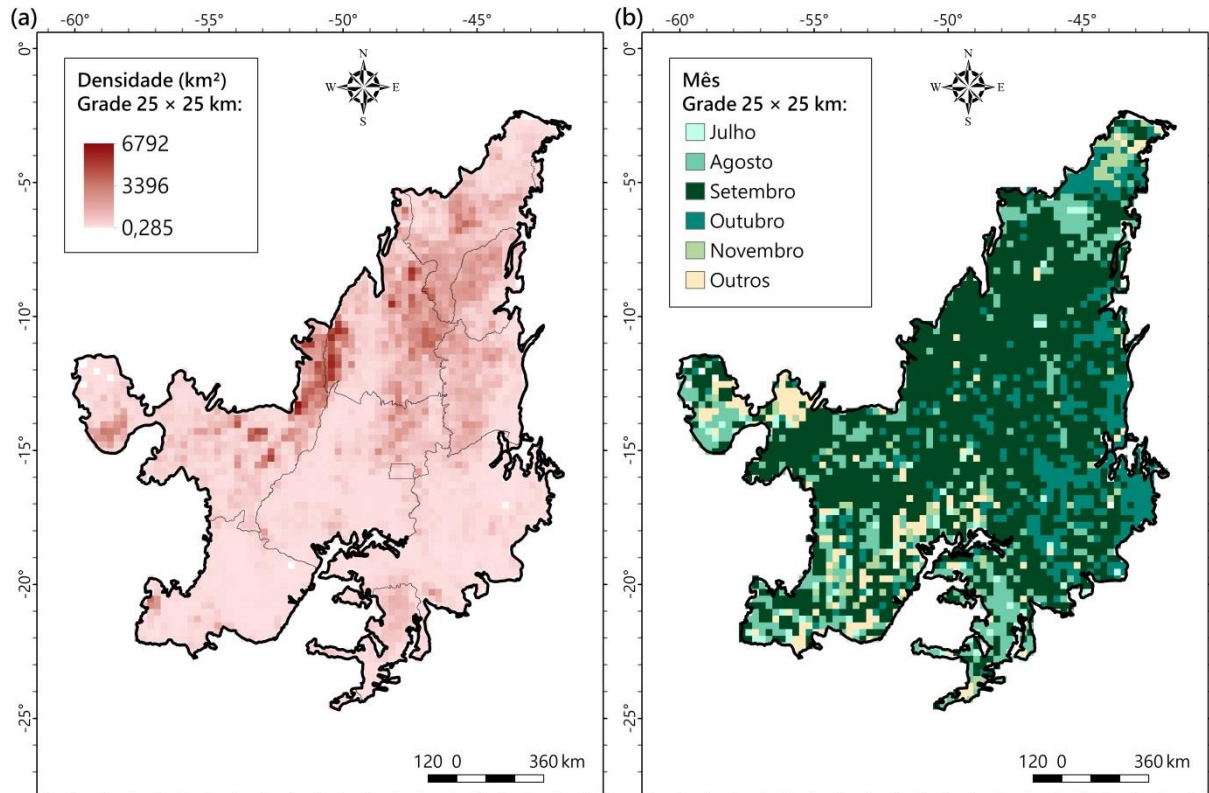 (a)
-60° -55° -50° -45°
0°
-5°
-10°
-15°
-20°
-25°
Densidade (km²)
Grade 25 × 25 km:
6792
3396
0,285
N
W E
S
120 0 360 km
(b)
-60° -55° -50° -45°
0°
-5°
-10°
-15°
-20°
-25°
Mês
Grade 25 × 25 km:
Julho
Agosto
Setembro
Outubro
Novembro
Outros
N
W E
S
120 0 360 km